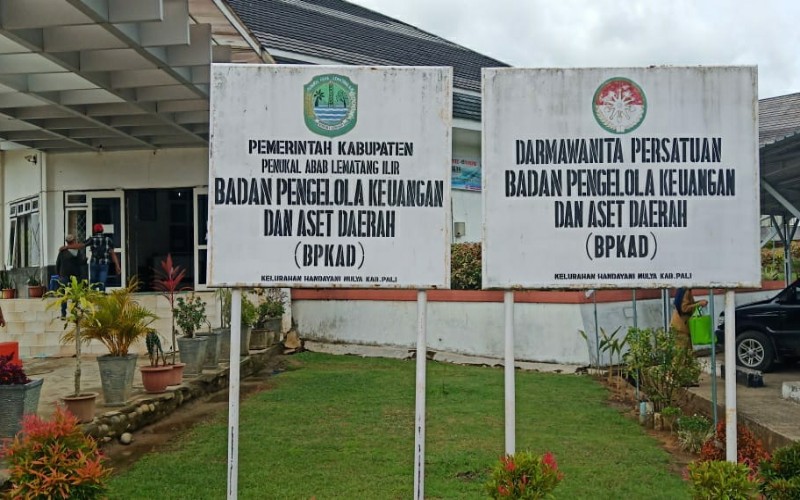 PEMERINTAH KABUPATEN
PENUKAL ABAB LEMATANG ILIR
BADAN PENGELOLA KEUANGAN
DAN ASET DAERAH
(BPKAD)
KELURAHAN HANDAYANI MULYA KAB.PALI
DARMAWANITA PERSATUAN
BADAN PENGELOLA KEUANGAN
DAN ASET DAERAH
(BPKAD)
KELURAHAN HANDAYANI MULYA KAB.PALI